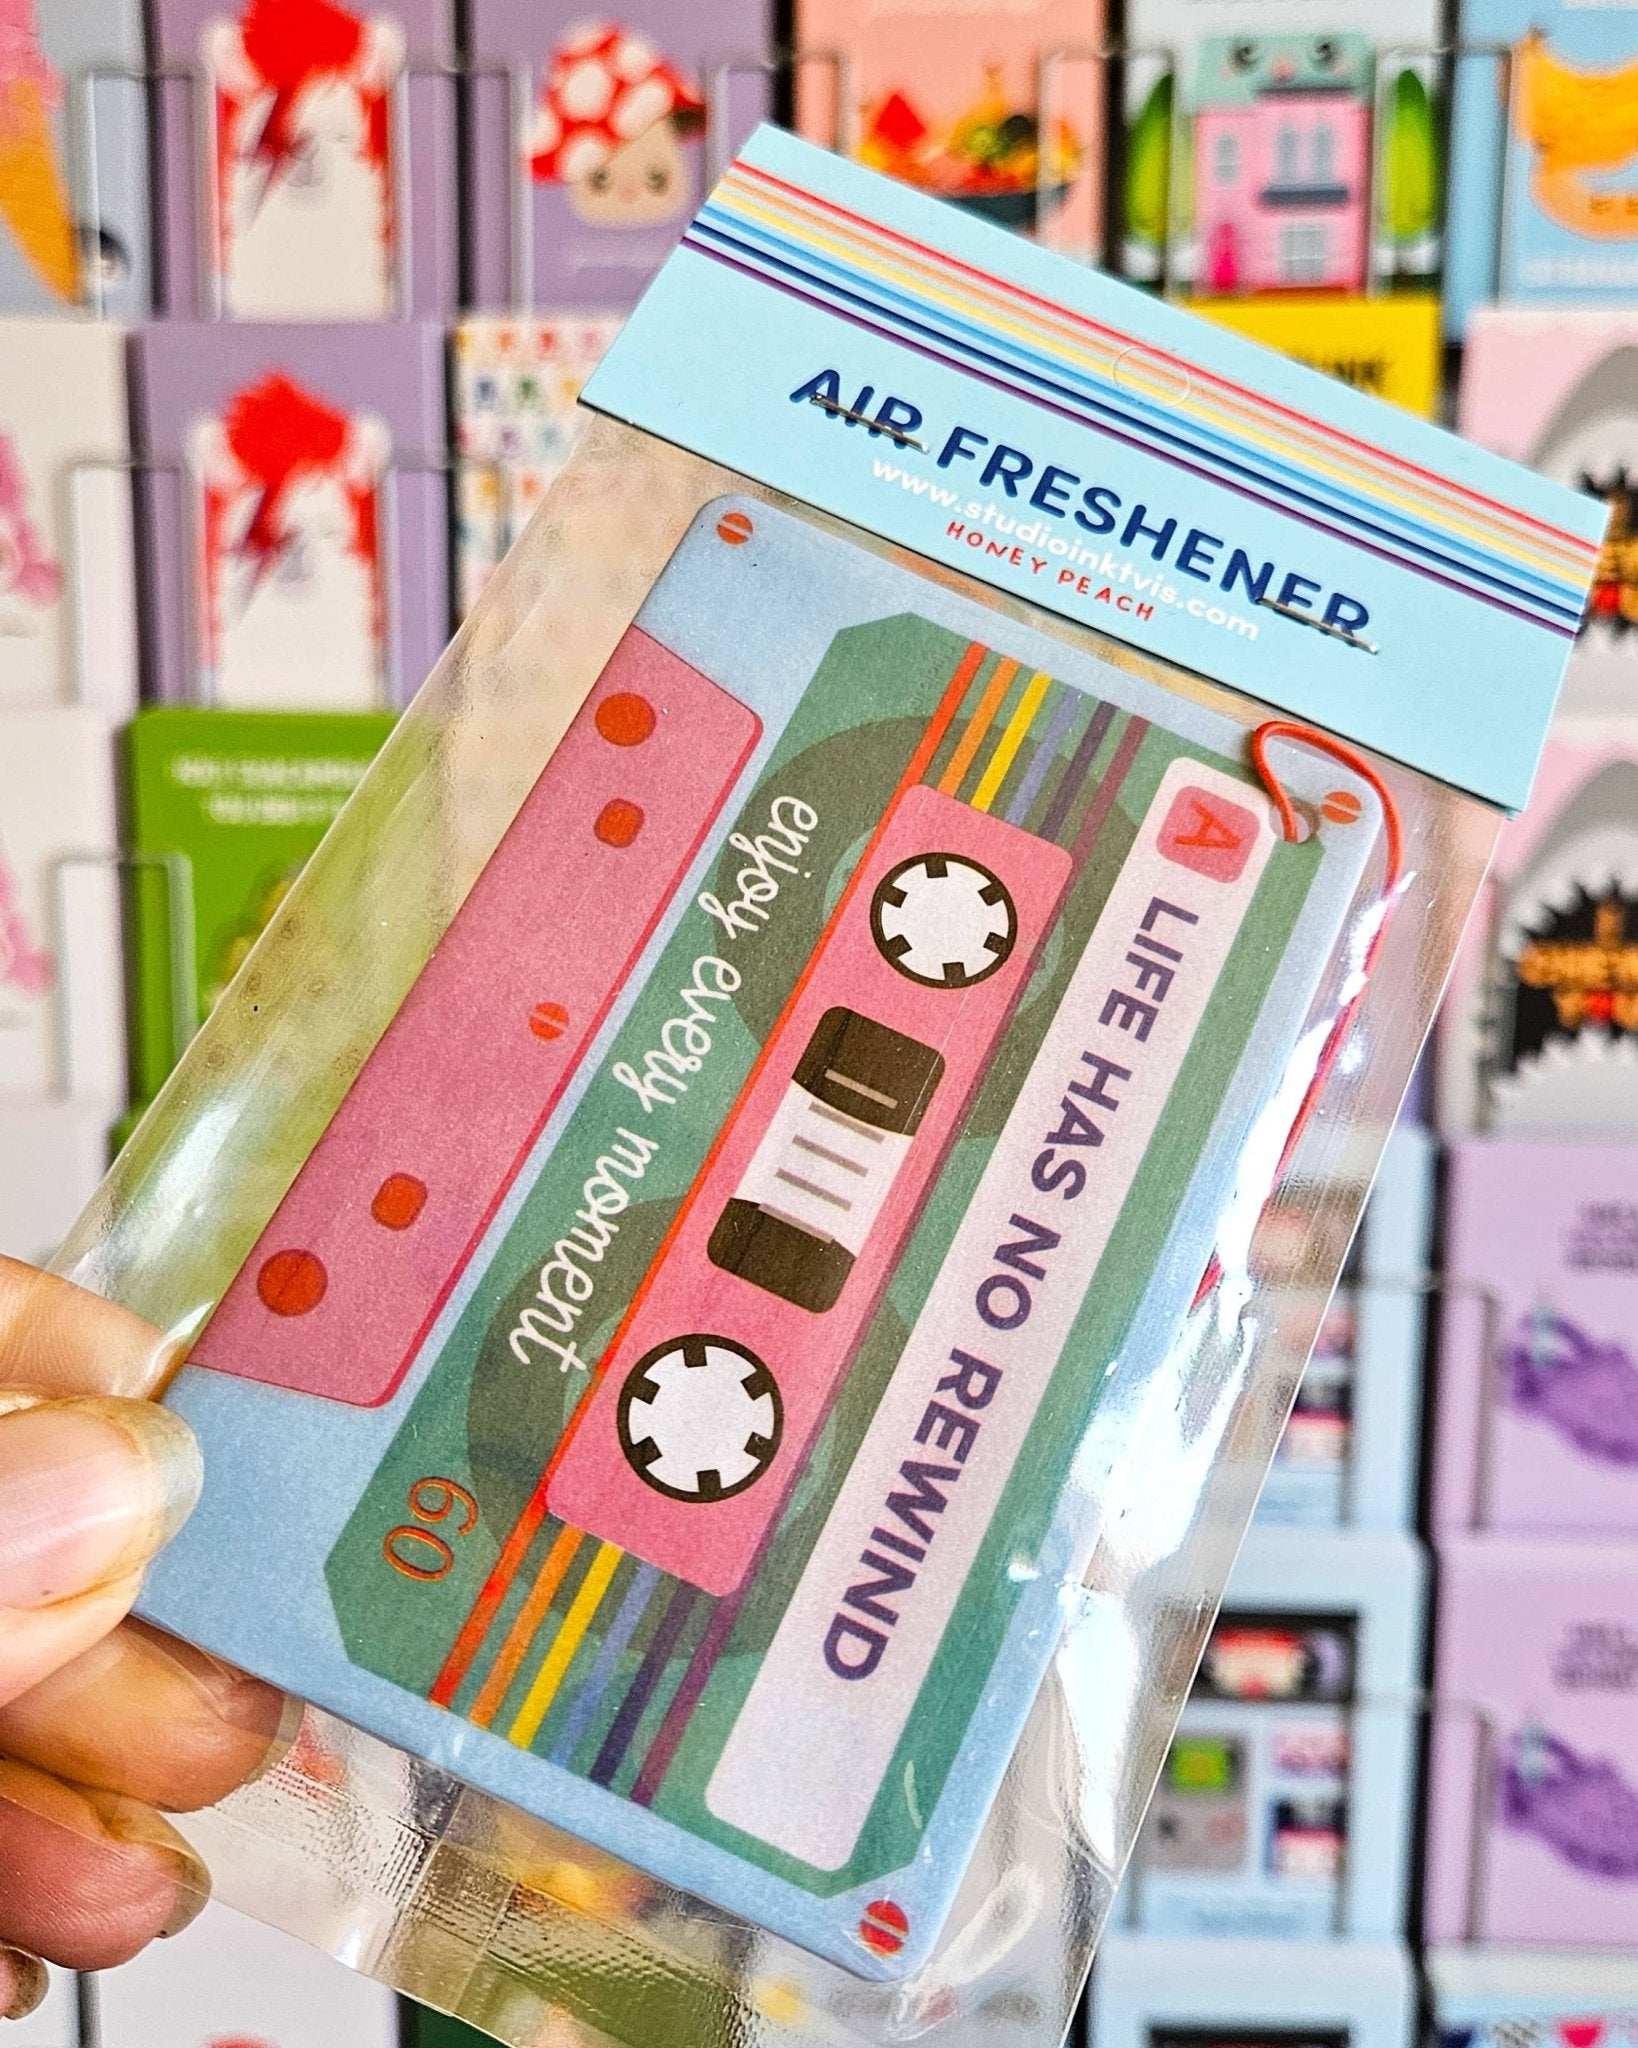 AIR FRESHENER
www.studioinktvis.com
HONEY PEACH
A LIFE HAS NO REWIND
enjoy every moment
60